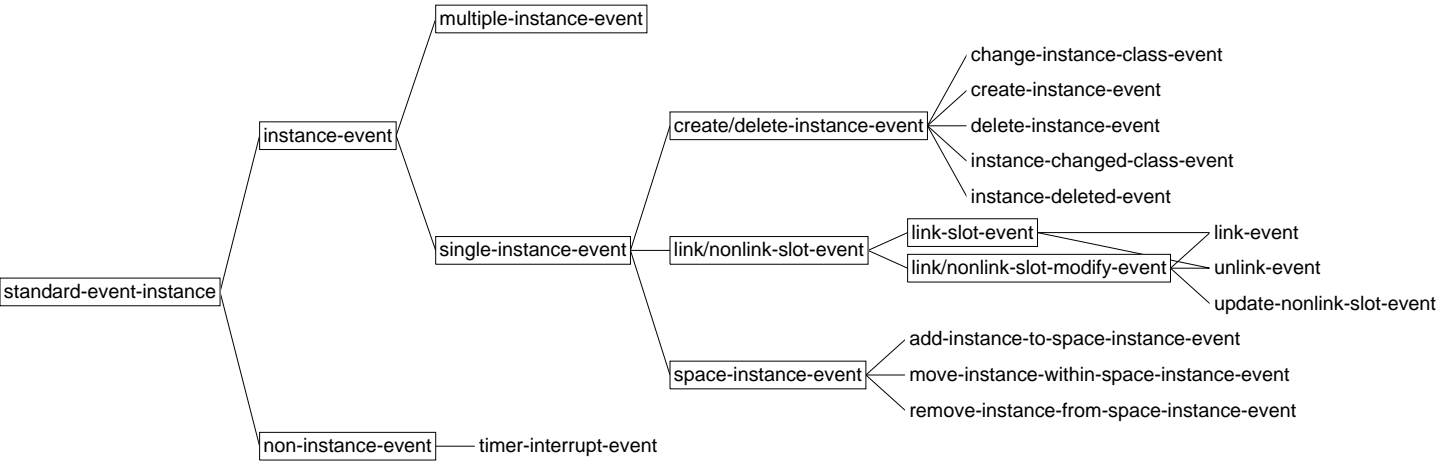 multiple-instance-event
change-instance-class-event
create-instance-event
create/delete-instance-event
delete-instance-event
instance-event
instance-changed-class-event
instance-deleted-event
link-slot-event
link-event
single-instance-event
link/nonlink-slot-event
link/nonlink-slot-modify-event
unlink-event
standard-event-instance
update-nonlink-slot-event
add-instance-to-space-instance-event
space-instance-event
move-instance-within-space-instance-event
remove-instance-from-space-instance-event
non-instance-event
timer-interrupt-event